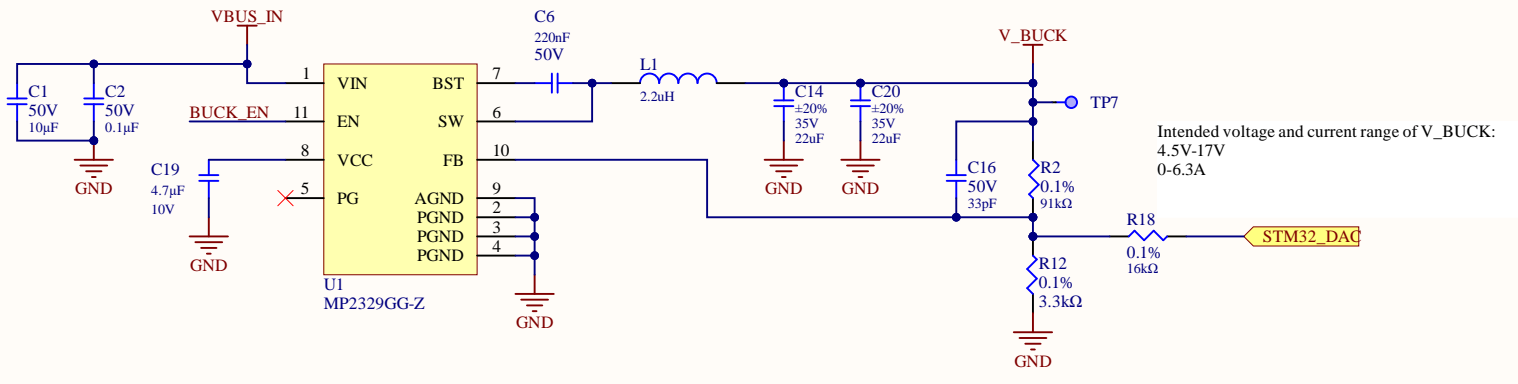 VBUS_IN
C1
50V
10µF
C2
50V
0.1µF
BUCK_EN
C19
4.7µF
10V
GND
GND
1
11
8
5
VIN
EN
VCC
PG
BST
SW
FB
AGND
PGND
PGND
PGND
7
6
10
9
2
3
4
U1
MP2329GG-Z
GND
C6
220nF
50V
L1
2.2uH
C14
±20%
35V
22uF
GND
C20
±20%
35V
22uF
GND
V_BUCK
TP7
C16
50V
33pF
R2
0.1%
91kΩ
R12
0.1%
3.3kΩ
GND
R18
0.1%
16kΩ
STM32_DAC
Intended voltage and current range of V_BUCK:
4.5V-17V
0-6.3A